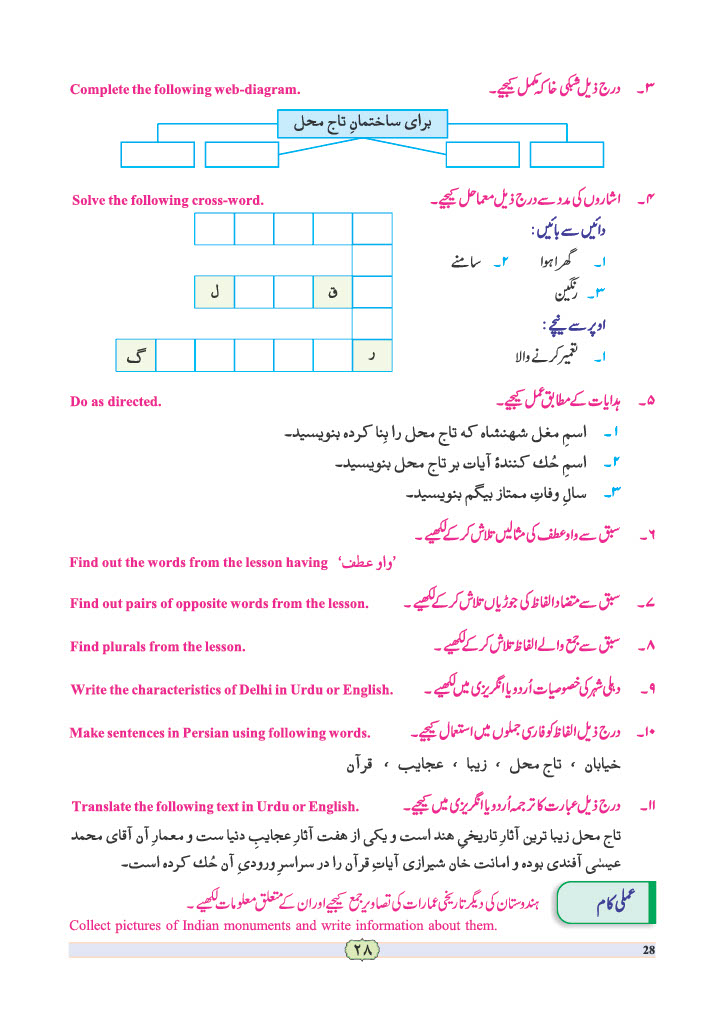 ۳۔ درج ذیل شبکی خاکہ مکمل کیجیے۔ Complete the following web-diagram.
برای ساختمانِ تاج محل
۴۔ اشاروں کی مدد سے درج ذیل معما حل کیجیے۔ Solve the following cross-word.
دائیں سے بائیں :
۱۔ گھرا ہوا ۲۔ سامنے
۳۔ رنگین
ق ل
اوپر سے نیچے :
۱۔ تعمیر کرنے والا
ر گ
۵۔ ہدایات کے مطابق عمل کیجیے۔ Do as directed.
۱۔ اسمِ مغل شہنشاہ کہ تاج محل را بِنا کردہ بنویسید۔
۲۔ اسمِ حُك کنندۂ آیات بر تاج محل بنویسید۔
۳۔ سالِ وفاتِ ممتاز بیگم بنویسید۔
۶۔ سبق سے واو عطف کی مثالیں تلاش کرکے لکھیے۔
Find out the words from the lesson having ‘واوِ عطف’
۷۔ سبق سے متضاد الفاظ کی جوڑیاں تلاش کرکے لکھیے۔ Find out pairs of opposite words from the lesson.
۸۔ سبق سے جمع والے الفاظ تلاش کرکے لکھیے۔ Find plurals from the lesson.
۹۔ دہلی شہر کی خصوصیات اُردو یا انگریزی میں لکھیے۔ Write the characteristics of Delhi in Urdu or English.
۱۰۔ درج ذیل الفاظ کو فارسی جملوں میں استعمال کیجیے۔ Make sentences in Persian using following words.
خیابان ، تاج محل ، زیبا ، عجایب ، قرآن
۱۱۔ درج ذیل عبارت کا ترجمہ اُردو یا انگریزی میں کیجیے۔ Translate the following text in Urdu or English.
تاج محل زیبا ترین آثارِ تاریخیِ هند است و یکی از هفت آثارِ عجایبِ دنیا ست و معمارِ آن آقای محمد
عیسٰی آفندی بوده و امانت خان شیرازی آیاتِ قرآن را در سراسرِ ورودیِ آن حُك کرده است۔
عملی کام
ہندوستان کی دیگر تاریخی عمارات کی تصاویر جمع کیجیے اور ان کے متعلق معلومات لکھیے۔
Collect pictures of Indian monuments and write information about them.
۲۸ 28